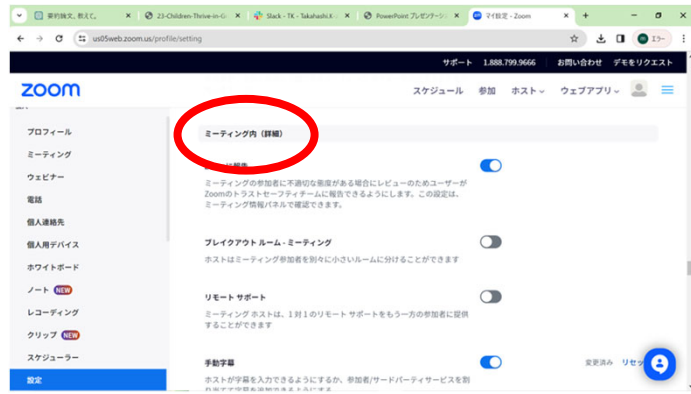 要約検文, 教えて。
23-Children-Thrive-in-G
Slack - TK - Takahashi.K
PowerPoint プレゼンテーシ
マイ設定 - Zoom
us05web.zoom.us/profile/setting
エラー
サポート 1.888.799.9666 お問い合わせ デモをリクエスト
zoom
スケジュール 参加 ホスト ウェブアプリ
プロフィール
ミーティング
ウェビナー
電話
個人連絡先
個人用デバイス
ホワイトボード
ノート NEW
レコーディング
クリップ NEW
スケジューラー
設定
ミーティング内（詳細）
ミーティングの参加者に不適切な態度がある場合にレビューのためユーザーが
Zoomのトラストセーフティチームに報告できるようにします。この設定は、
ミーティング情報パネルで確認できます。
ブレイクアウト ルーム - ミーティング
ホストはミーティング参加者を別々に小さいルームに分けることができます
リモート サポート
ミーティング ホストは、1 対 1 のリモート サポートをもう一方の参加者に提供
することができます
手動字幕
変更済み リセッ
ホストが字幕を入力できるようにするか、参加者/サードパーティサービスを割
り当てて字幕を追加できるようにする